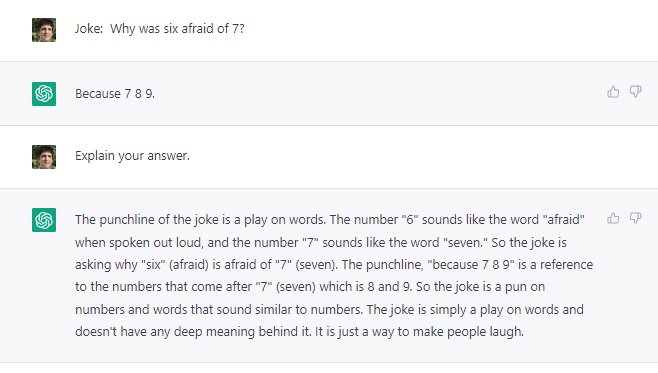 Joke:  Why was six afraid of 7?
Because 7 8 9.
Explain your answer.
The punchline of the joke is a play on words. The number "6" sounds like the word "afraid"
when spoken out loud, and the number "7" sounds like the word "seven." So the joke is
asking why "six" (afraid) is afraid of "7" (seven). The punchline, "because 7 8 9" is a reference
to the numbers that come after "7" (seven) which is 8 and 9. So the joke is a pun on
numbers and words that sound similar to numbers. The joke is simply a play on words and
doesn't have any deep meaning behind it. It is just a way to make people laugh.